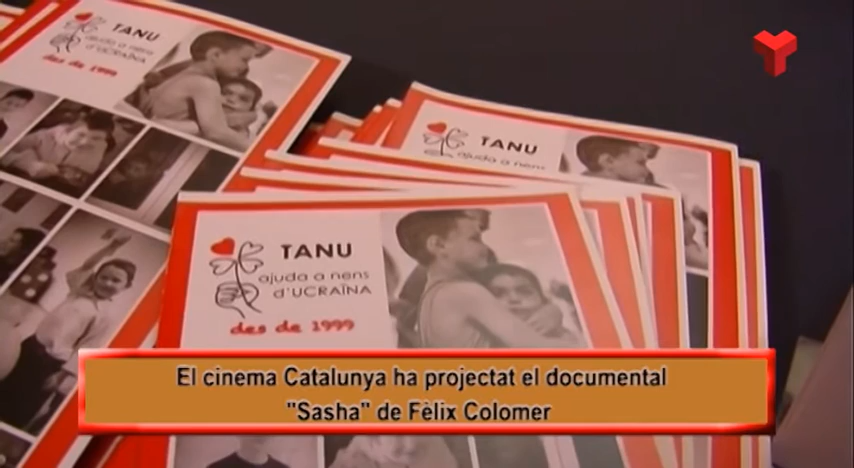 TANU
ajuda a nens
d'UCRAÏNA
des de 1999
TANU
ajuda a nens
TANU
ajuda a nens
d'UCRAÏNA
des de 1999
El cinema Catalunya ha projectat el documental
"Sasha" de Fèlix Colomer